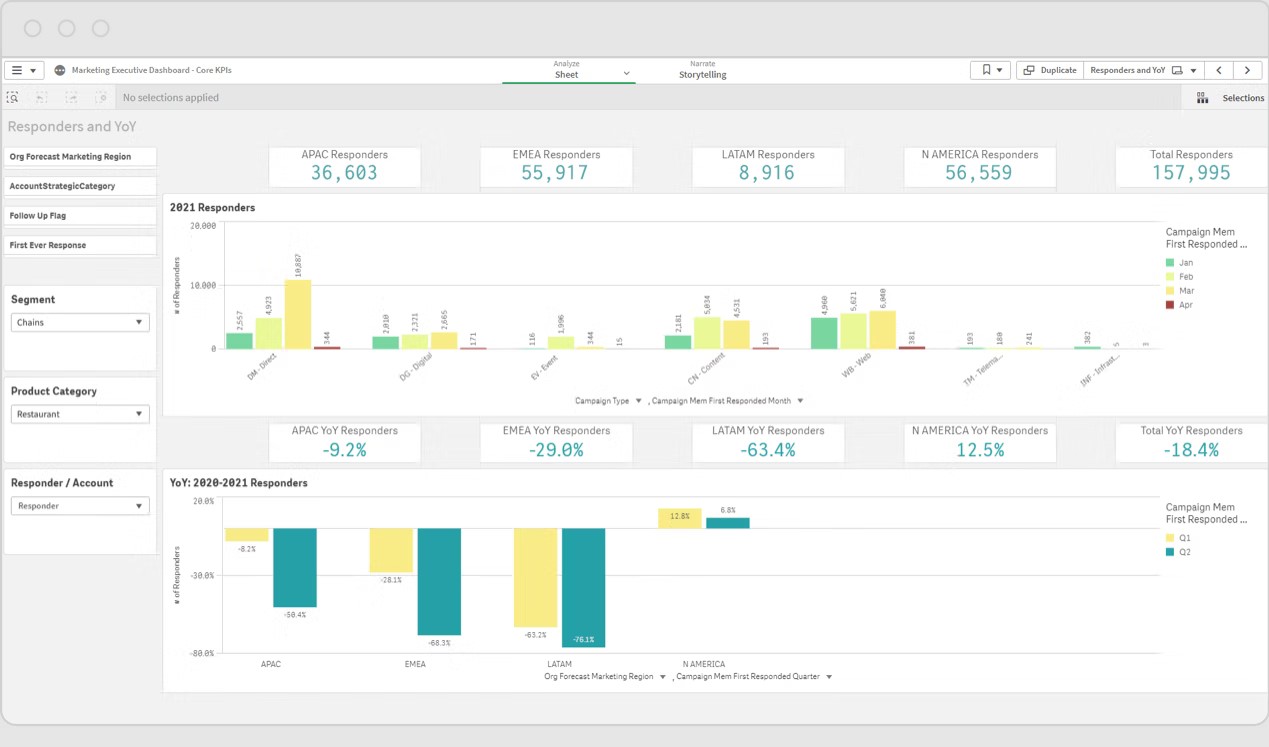 Marketing Executive Dashboard - Core KPIs
Analyze
Sheet
Narrate
Storytelling
Duplicate
Responders and YoY
No selections applied
Selections
Responders and YoY
Org Forecast Marketing Region
AccountStrategicCategory
Follow Up Flag
First Ever Response
Segment
Chains
Product Category
Restaurant
Responder / Account
Responder
APAC Responders
36,603
EMEA Responders
55,917
LATAM Responders
8,916
N AMERICA Responders
56,559
Total Responders
157,995
2021 Responders
# of Responders
20,000
10,000
0
2,557
4,923
10,887
344
2,010
2,321
2,665
171
116
1,996
344
15
2,181
5,034
4,531
193
4,960
5,621
6,040
381
193
180
241
382
5
3
DM - Direct
DG - Digital
EV - Event
CN - Content
WB - Web
TM - Telema...
INF - Infrast...
Campaign Type , Campaign Mem First Responded Month
Campaign Mem
First Responded ...
Jan
Feb
Mar
Apr
APAC YoY Responders
-9.2%
EMEA YoY Responders
-29.0%
LATAM YoY Responders
-63.4%
N AMERICA YoY Responders
12.5%
Total YoY Responders
-18.4%
YoY: 2020-2021 Responders
# of Responders
20.0%
-30.0%
-80.0%
-8.2%
-50.4%
-28.1%
-68.3%
-63.2%
-76.1%
12.8%
6.8%
APAC
EMEA
LATAM
N AMERICA
Org Forecast Marketing Region , Campaign Mem First Responded Quarter
Campaign Mem
First Responded ...
Q1
Q2